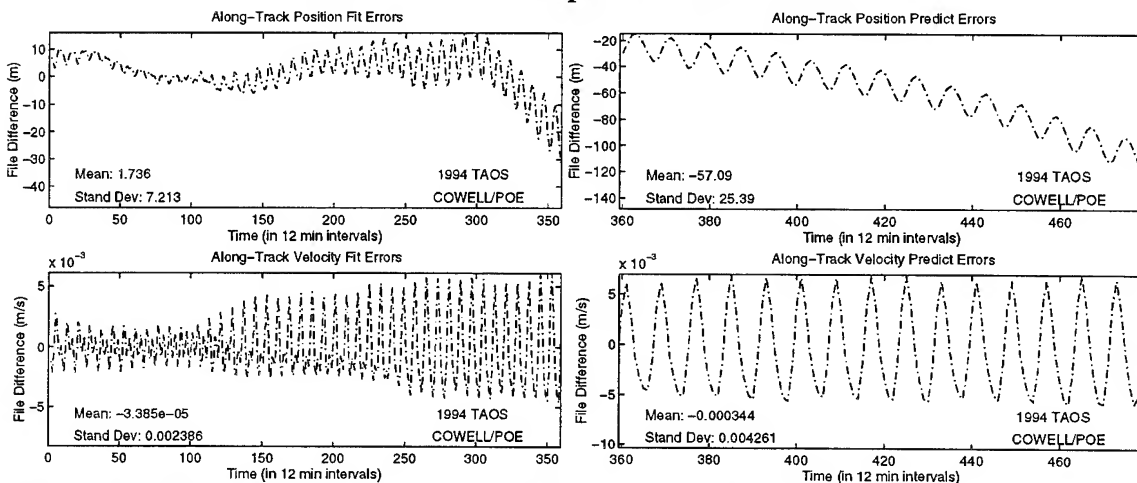 Along-Track Position Fit Errors
10
0
-10
-20
-30
-40
File Difference (m)
Mean: 1.736
Stand Dev: 7.213
1994 TAOS
COWELL/POE
0 50 100 150 200 250 300 350
Time (in 12 min intervals)
Along-Track Position Predict Errors
-20
-40
-60
-80
-100
-120
-140
File Difference (m)
Mean: -57.09
Stand Dev: 25.39
1994 TAOS
COWELL/POE
360 380 400 420 440 460
Time (in 12 min intervals)
Along-Track Velocity Fit Errors
x 10⁻³
5
0
-5
File Difference (m/s)
Mean: -3.385e-05
Stand Dev: 0.002386
1994 TAOS
COWELL/POE
0 50 100 150 200 250 300 350
Time (in 12 min intervals)
Along-Track Velocity Predict Errors
x 10⁻³
5
0
-5
-10
File Difference (m/s)
Mean: -0.000344
Stand Dev: 0.004261
1994 TAOS
COWELL/POE
360 380 400 420 440 460
Time (in 12 min intervals)